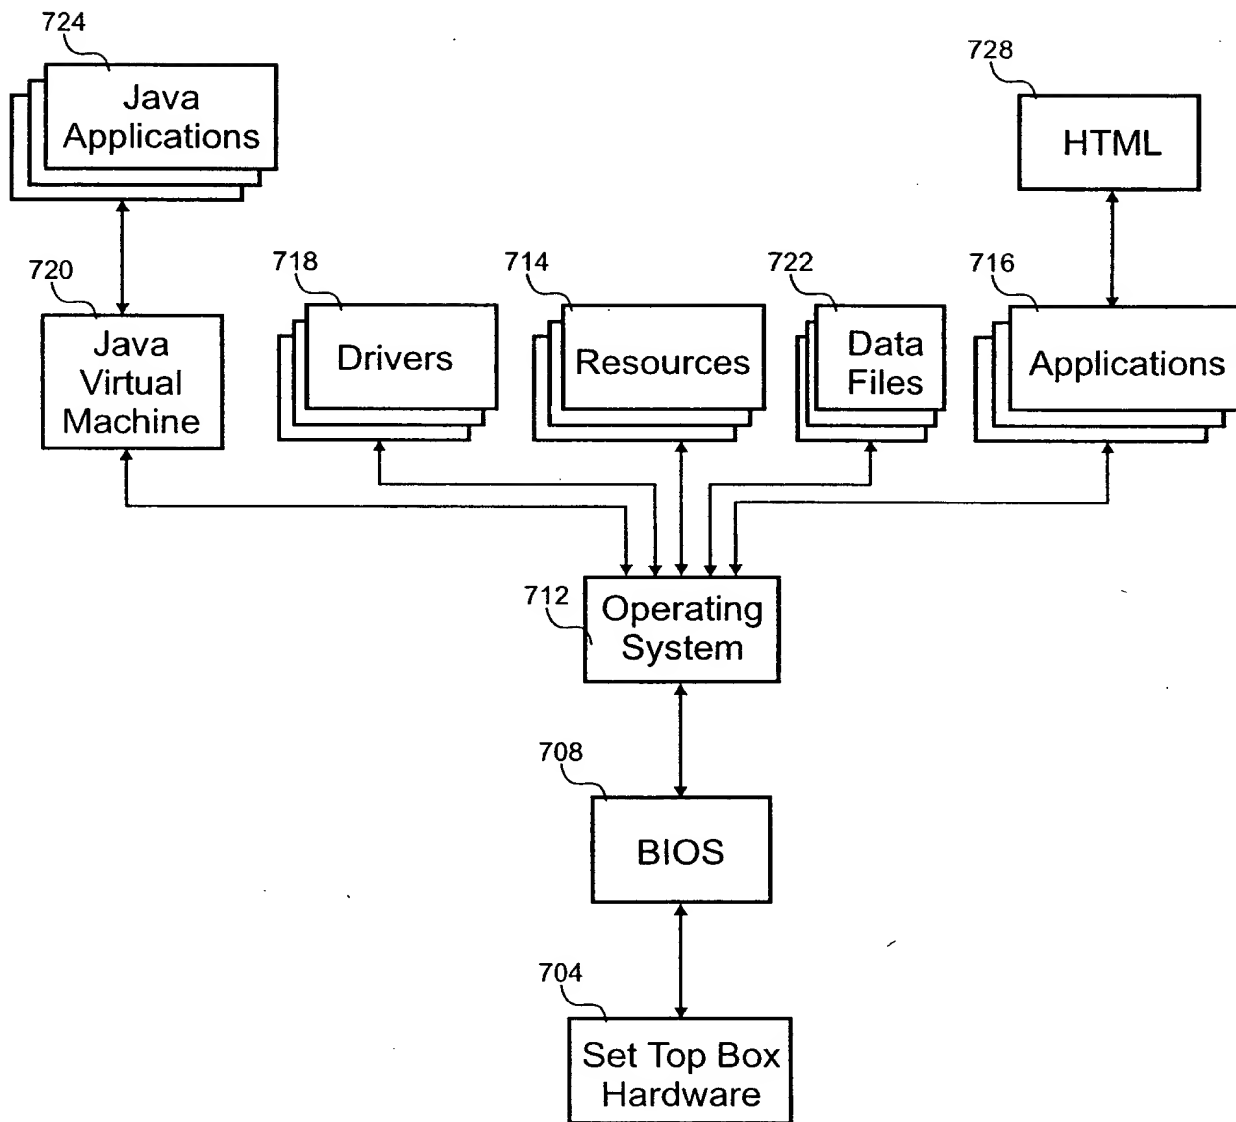 724
Java
Applications
728
HTML
720
Java
Virtual
Machine
718
Drivers
714
Resources
722
Data
Files
716
Applications
712
Operating
System
708
BIOS
704
Set Top Box
Hardware